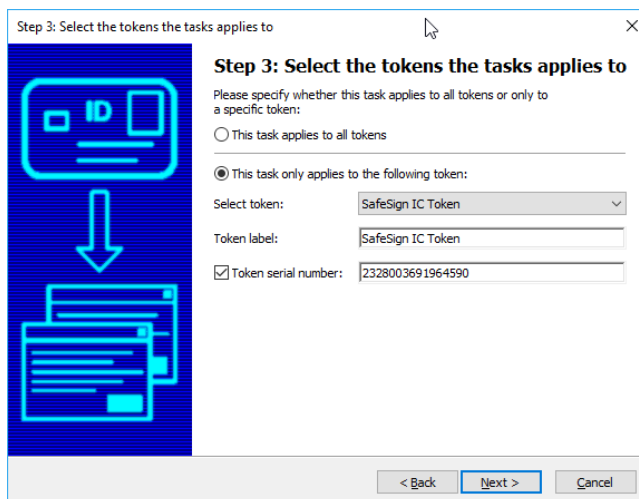 Step 3: Select the tokens the tasks applies to
Step 3: Select the tokens the tasks applies to
Please specify whether this task applies to all tokens or only to
a specific token:
This task applies to all tokens
This task only applies to the following token:
Select token: SafeSign IC Token
Token label: SafeSign IC Token
Token serial number: 2328003691964590
ID
< Back Next > Cancel